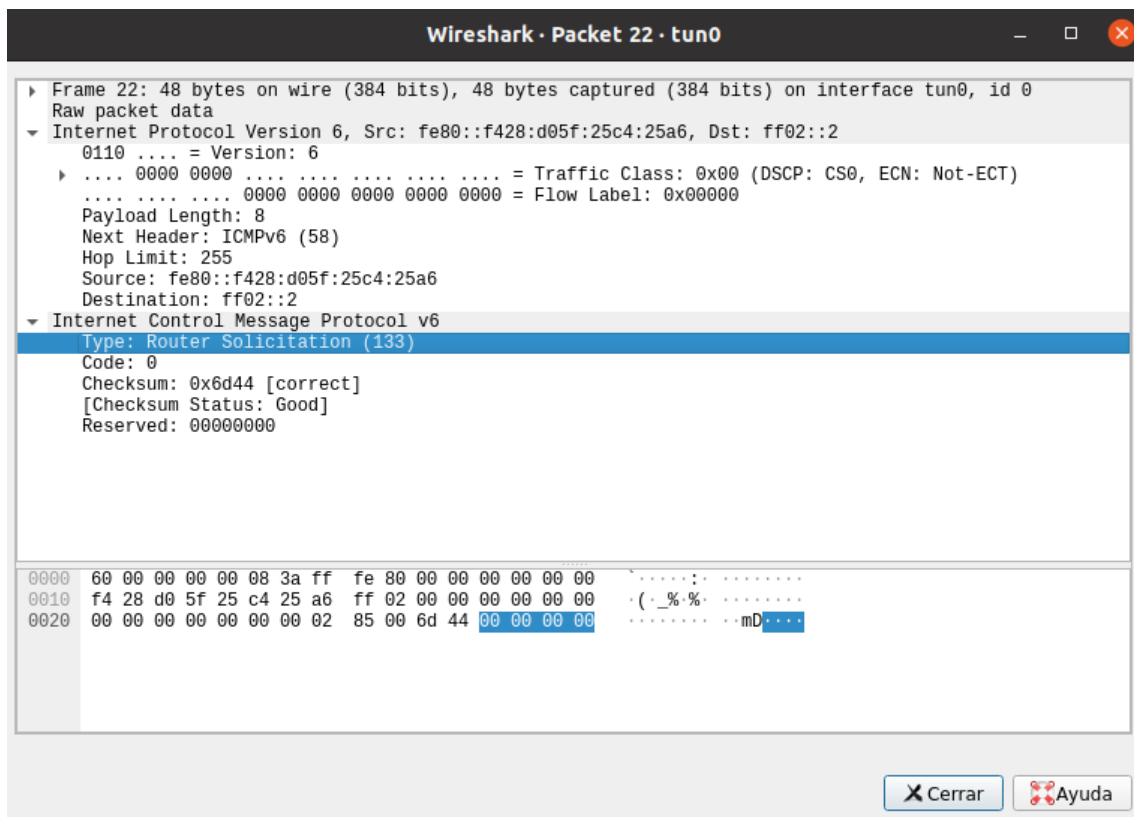 Wireshark · Packet 22 · tun0
Frame 22: 48 bytes on wire (384 bits), 48 bytes captured (384 bits) on interface tun0, id 0
Raw packet data
Internet Protocol Version 6, Src: fe80::f428:d05f:25c4:25a6, Dst: ff02::2
0110 .... = Version: 6
.... 0000 0000 .... .... .... .... .... = Traffic Class: 0x00 (DSCP: CS0, ECN: Not-ECT)
.... .... .... 0000 0000 0000 0000 0000 = Flow Label: 0x00000
Payload Length: 8
Next Header: ICMPv6 (58)
Hop Limit: 255
Source: fe80::f428:d05f:25c4:25a6
Destination: ff02::2
Internet Control Message Protocol v6
Type: Router Solicitation (133)
Code: 0
Checksum: 0x6d44 [correct]
[Checksum Status: Good]
Reserved: 00000000
0000 60 00 00 00 00 08 3a ff fe 80 00 00 00 00 00 00 `·····:· ········
0010 f4 28 d0 5f 25 c4 25 a6 ff 02 00 00 00 00 00 00 ·(·_%·%· ········
0020 00 00 00 00 00 00 00 02 85 00 6d 44 00 00 00 00 ········ ··mD····
Cerrar
Ayuda